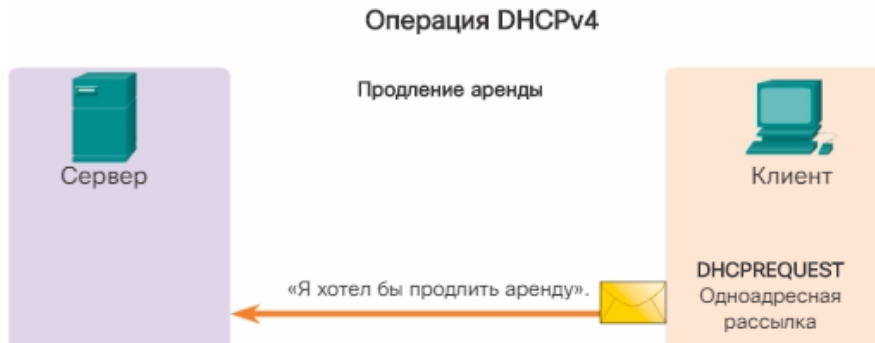 Операция DHCPv4
Продление аренды
Сервер
Клиент
«Я хотел бы продлить аренду».
DHCPREQUEST
Одноадресная
рассылка